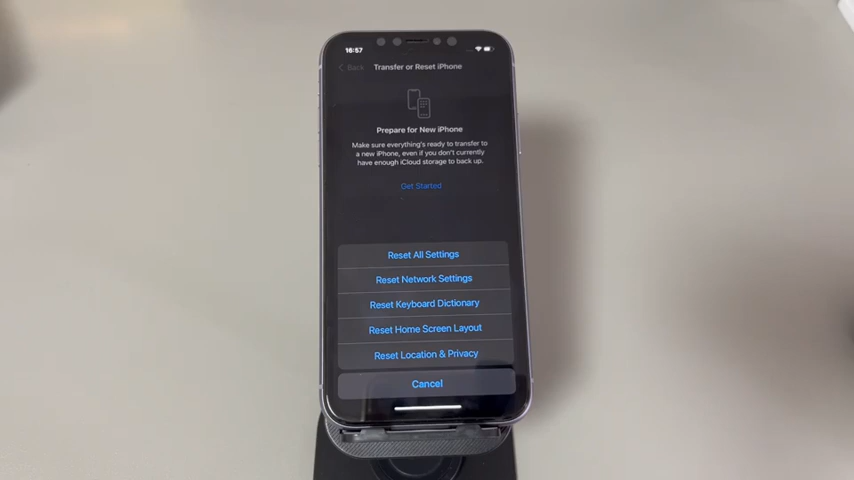 16:57
Back
Transfer or Reset iPhone
Prepare for New iPhone
Make sure everything's ready to transfer to
a new iPhone, even if you don't currently
have enough iCloud storage to back up.
Get Started
Reset All Settings
Reset Network Settings
Reset Keyboard Dictionary
Reset Home Screen Layout
Reset Location & Privacy
Cancel